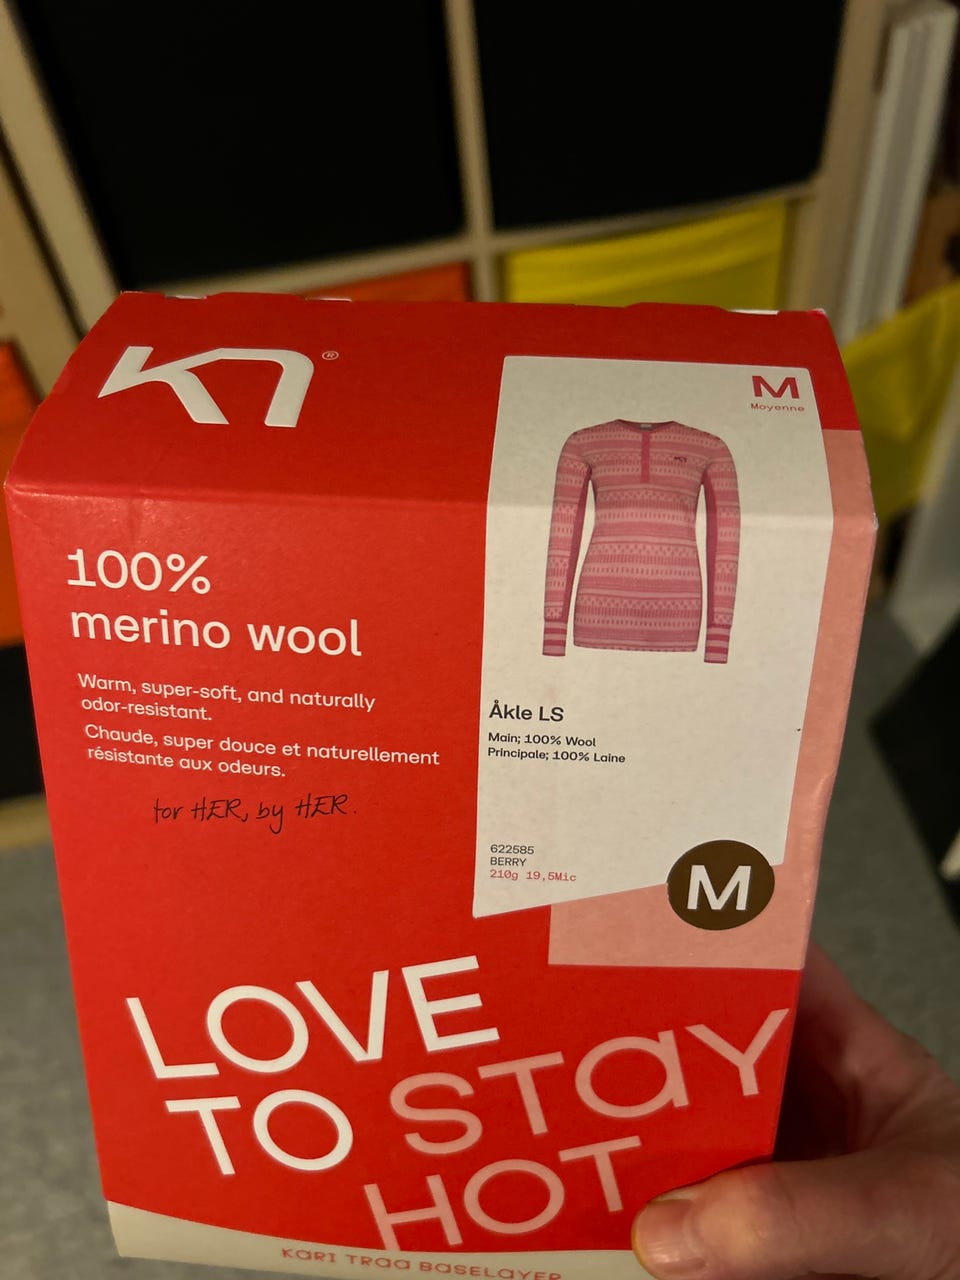 ®
100%
merino wool
Warm, super-soft, and naturally
odor-resistant.
Chaude, super douce et naturellement
résistante aux odeurs.
for HER, by HER.
M
Moyenne
Åkle LS
Main; 100% Wool
Principale; 100% Laine
622585
BERRY
210g 19,5Mic
M
LOVE
TO STAY
HOT
KARI TRAA BASELAYER